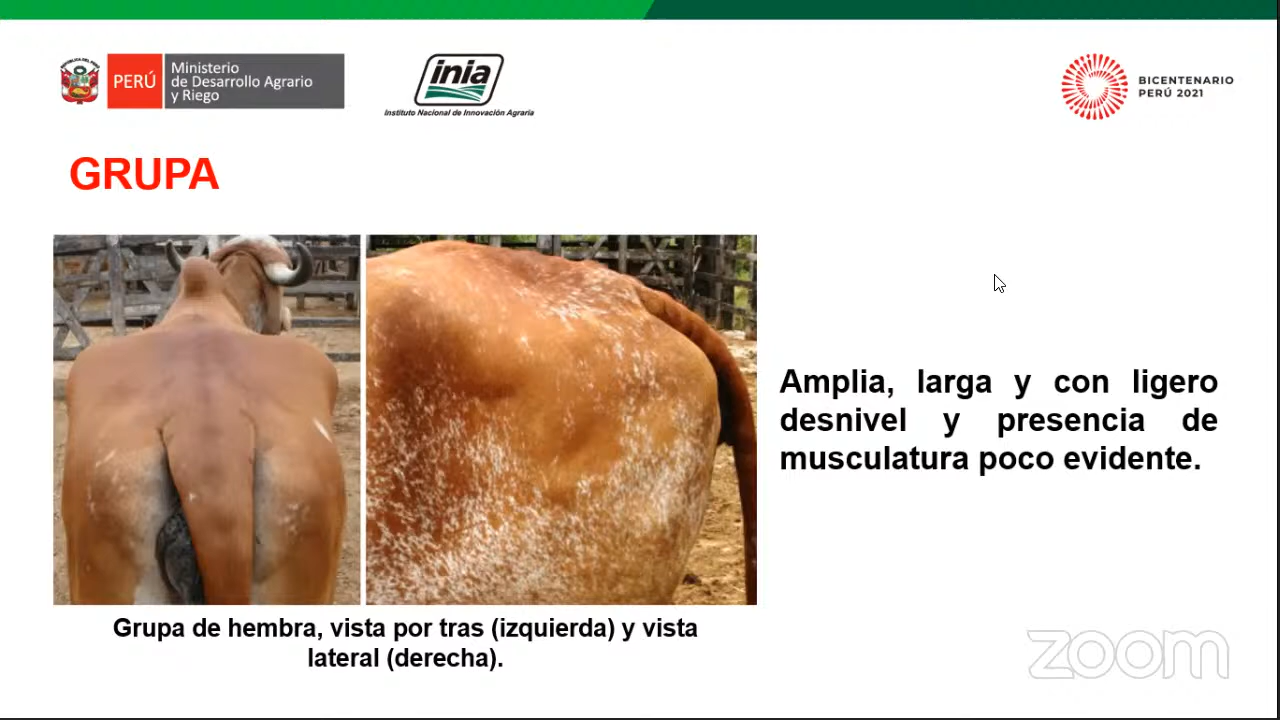 PERÚ
Ministerio
de Desarrollo Agrario
y Riego
inia
Instituto Nacional de Innovación Agraria
BICENTENARIO
PERÚ 2021
GRUPA
Amplia, larga y con ligero
desnivel y presencia de
musculatura poco evidente.
Grupa de hembra, vista por tras (izquierda) y vista
lateral (derecha).
zoom